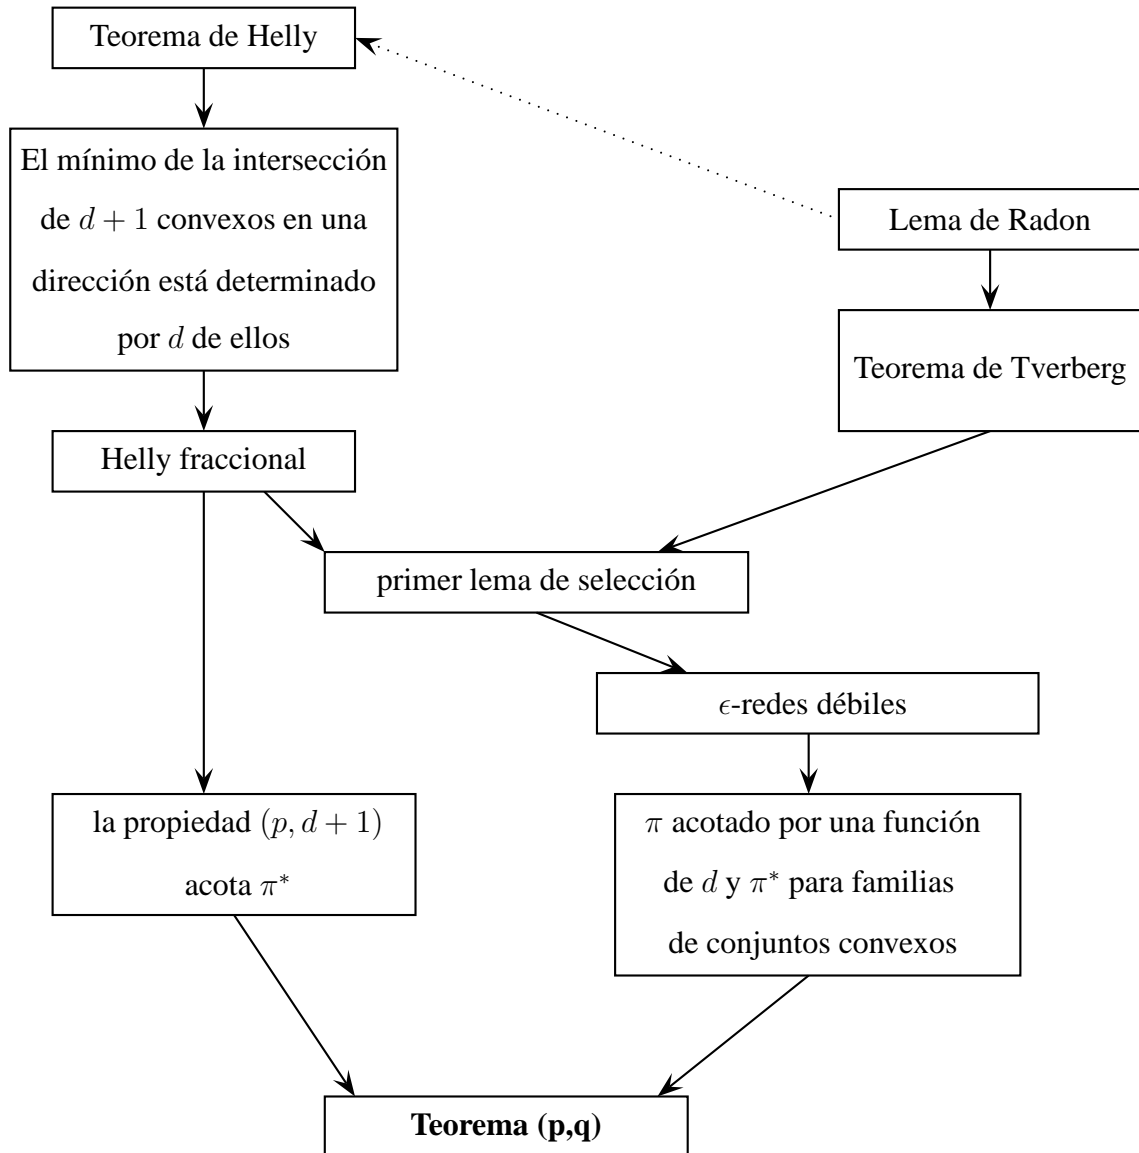 Teorema de Helly
El mínimo de la intersección
de d + 1 convexos en una
dirección está determinado
por d de ellos
Lema de Radon
Teorema de Tverberg
Helly fraccional
primer lema de selección
ϵ-redes débiles
la propiedad (p, d + 1)
acota π*
π acotado por una función
de d y π* para familias
de conjuntos convexos
Teorema (p,q)